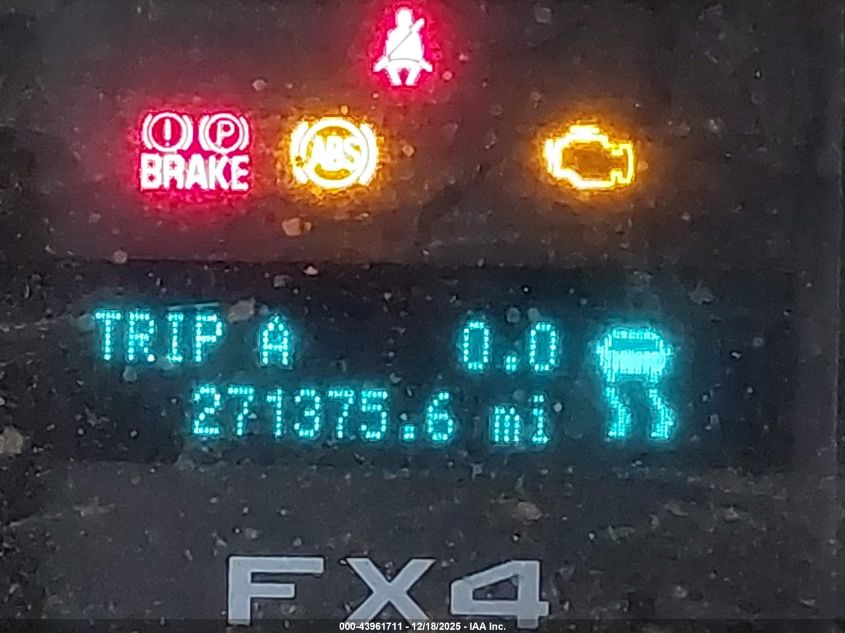 (!) (P)
BRAKE
ABS
TRIP A 0.0
271375.6 mi
FX4
000-43961711 - 12/18/2025 - IAA Inc.